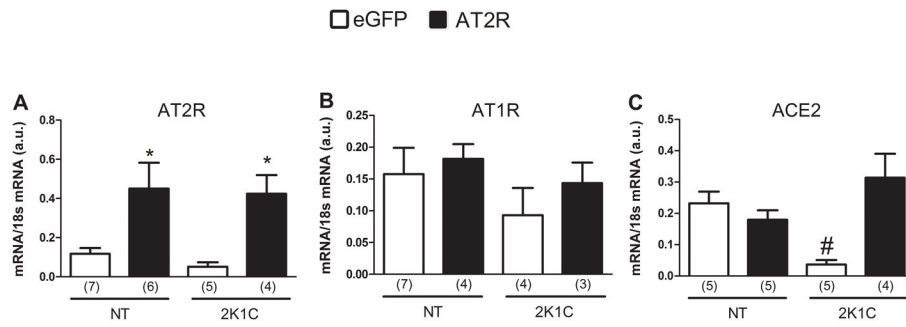 eGFP AT2R
A
AT2R
mRNA/18s mRNA (a.u.)
0.8
0.6
0.4
0.2
0.0
(7) (6) (5) (4)
NT 2K1C
* *
B
AT1R
mRNA/18s mRNA (a.u.)
0.25
0.20
0.15
0.10
0.05
0.00
(7) (4) (4) (3)
NT 2K1C
C
ACE2
mRNA/18s mRNA (a.u.)
0.5
0.4
0.3
0.2
0.1
0.0
#
(5) (5) (5) (4)
NT 2K1C